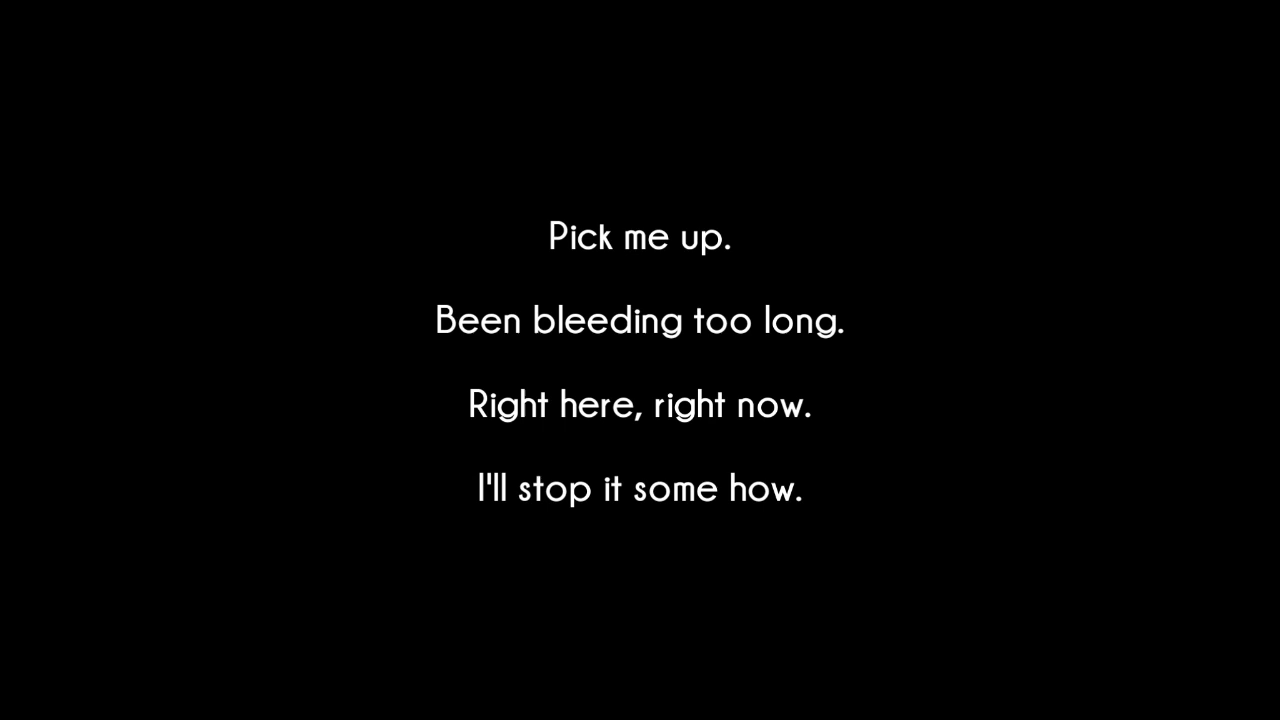 Pick me up.
Been bleeding too long.
Right here, right now.
I'll stop it some how.